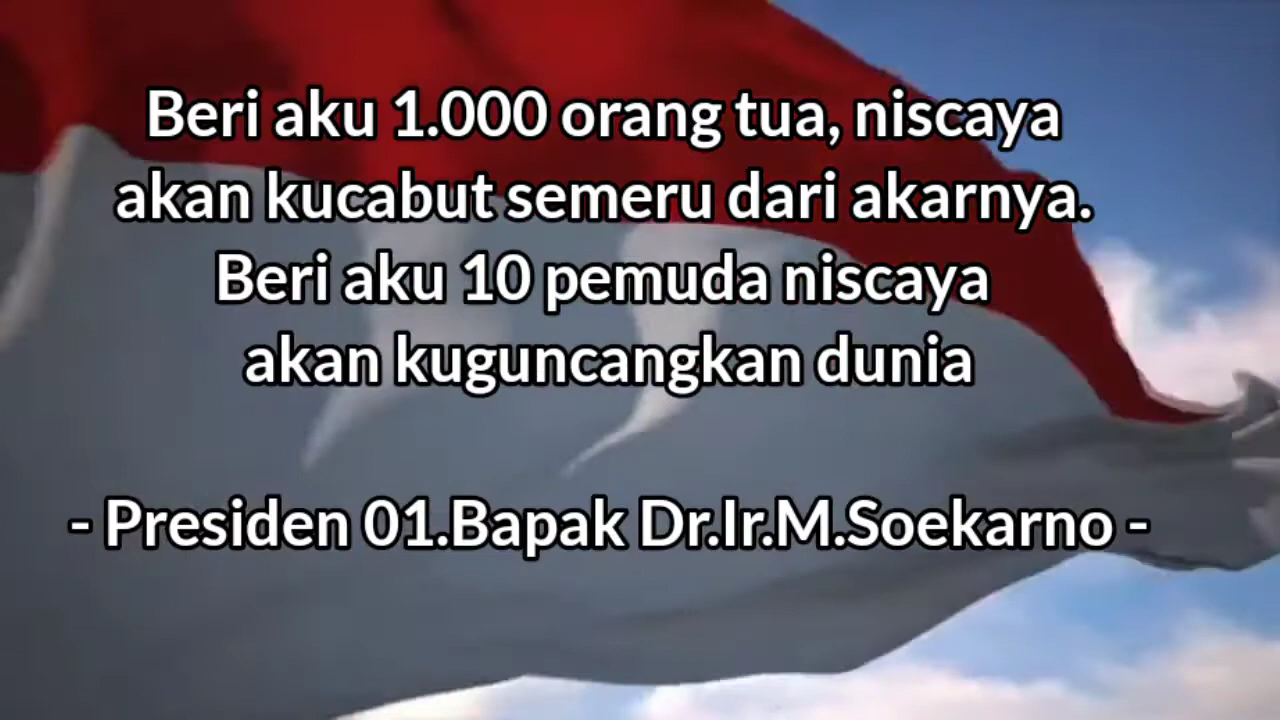 Beri aku 1.000 orang tua, niscaya
akan kucabut semeru dari akarnya.
Beri aku 10 pemuda niscaya
akan kuguncangkan dunia
- Presiden 01.Bapak Dr.Ir.M.Soekarno -